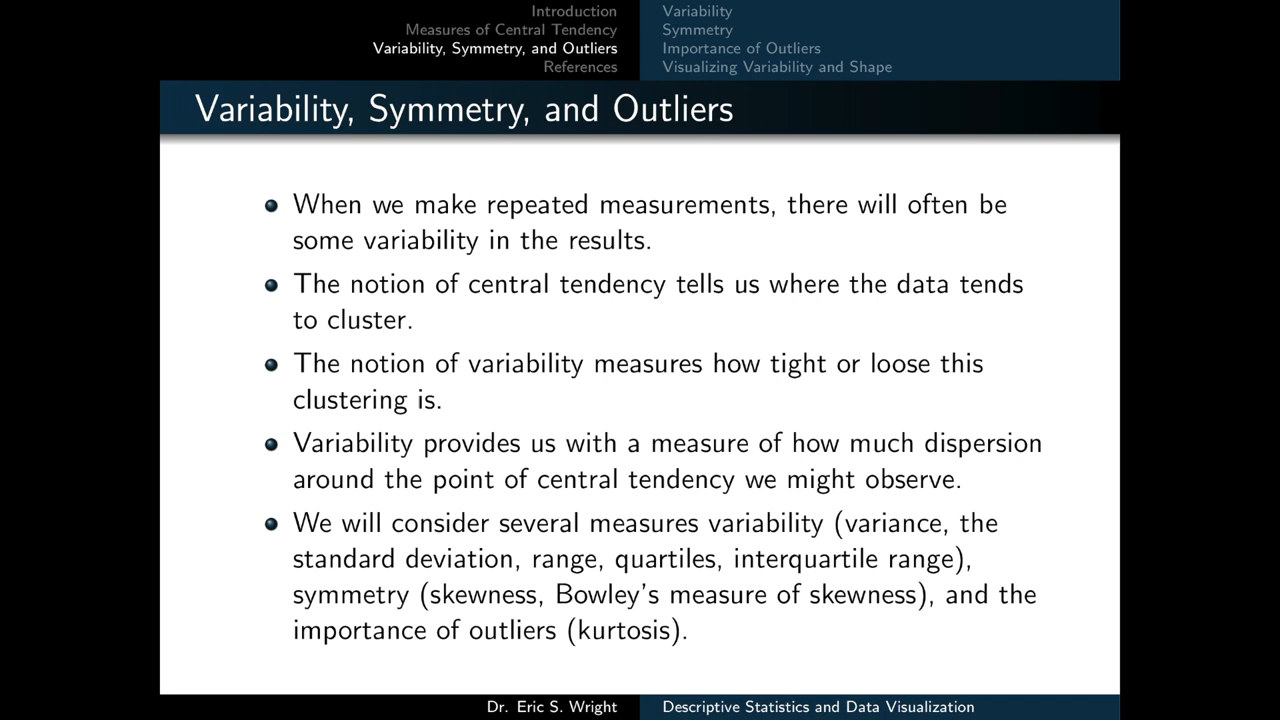 Introduction
Measures of Central Tendency
Variability, Symmetry, and Outliers
References
Variability
Symmetry
Importance of Outliers
Visualizing Variability and Shape
Variability, Symmetry, and Outliers
When we make repeated measurements, there will often be
some variability in the results.
The notion of central tendency tells us where the data tends
to cluster.
The notion of variability measures how tight or loose this
clustering is.
Variability provides us with a measure of how much dispersion
around the point of central tendency we might observe.
We will consider several measures variability (variance, the
standard deviation, range, quartiles, interquartile range),
symmetry (skewness, Bowley's measure of skewness), and the
importance of outliers (kurtosis).
Dr. Eric S. Wright
Descriptive Statistics and Data Visualization